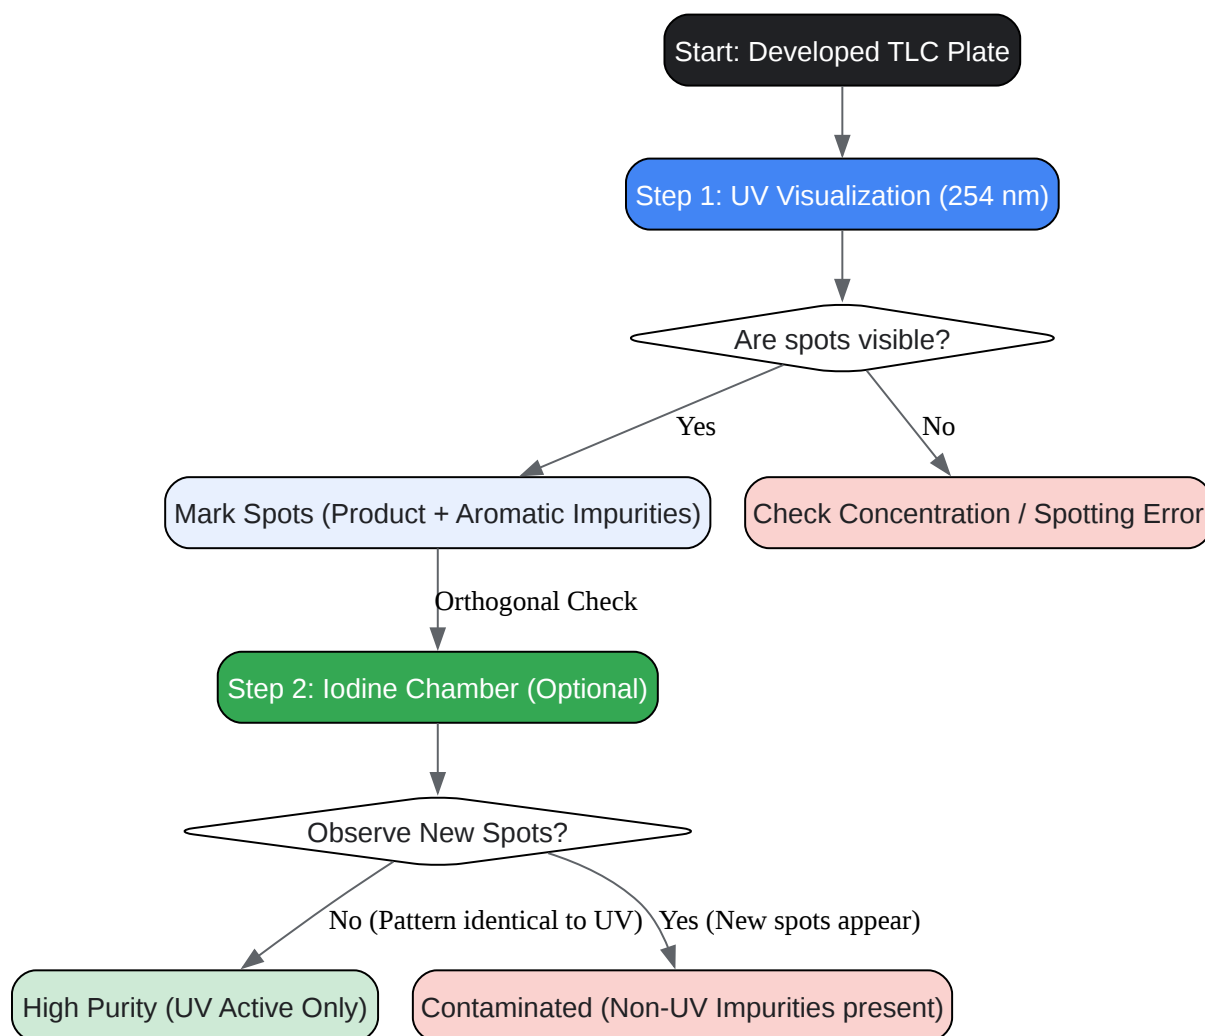 Start: Developed TLC Plate
Step 1: UV Visualization (254 nm)
Are spots visible?
Yes
No
Mark Spots (Product + Aromatic Impurities)
Check Concentration / Spotting Error
Orthogonal Check
Step 2: Iodine Chamber (Optional)
Observe New Spots?
No (Pattern identical to UV)
Yes (New spots appear)
High Purity (UV Active Only)
Contaminated (Non-UV Impurities present)